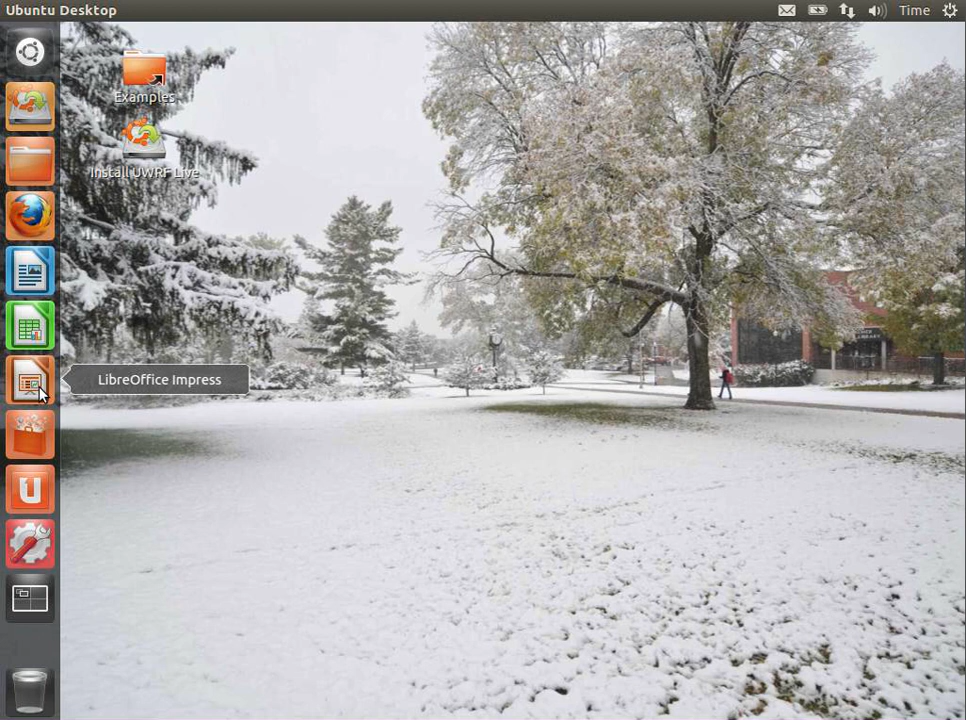 Ubuntu Desktop
Time
Examples
Install UWRF Live
LibreOffice Impress